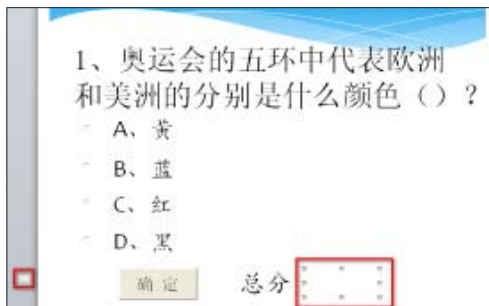 1、奥运会的五环中代表欧洲
和美洲的分别是什么颜色（）？
A、黄
B、蓝
C、红
D、黑
确定 总分